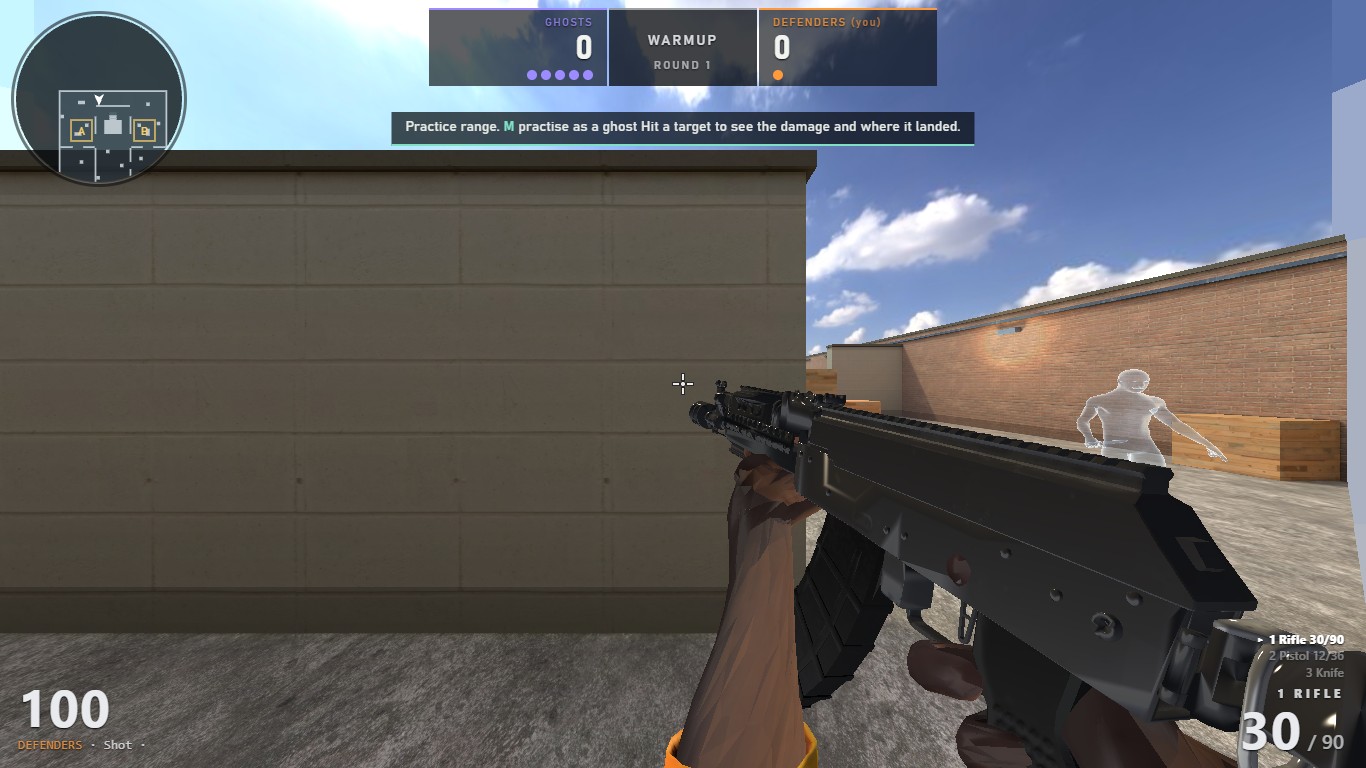 GHOSTS
0
WARMUP
ROUND 1
DEFENDERS (you)
0
Practice range. M practise as a ghost Hit a target to see the damage and where it landed.
A
B
1 Rifle 30/90
2 Pistol 12/36
3 Knife
1 RIFLE
30 / 90
100
DEFENDERS · Shot ·